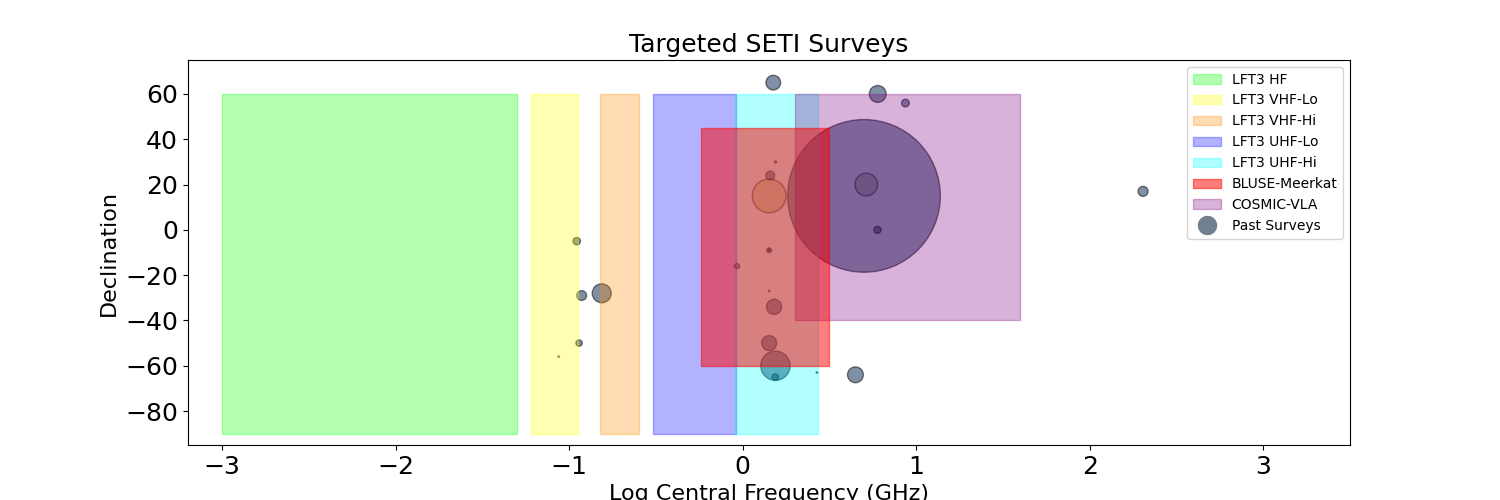 Targeted SETI Surveys
Declination
60
40
20
0
−20
−40
−60
−80
−3
−2
−1
0
1
2
3
Log Central Frequency (GHz)
LFT3 HF
LFT3 VHF-Lo
LFT3 VHF-Hi
LFT3 UHF-Lo
LFT3 UHF-Hi
BLUSE-Meerkat
COSMIC-VLA
Past Surveys